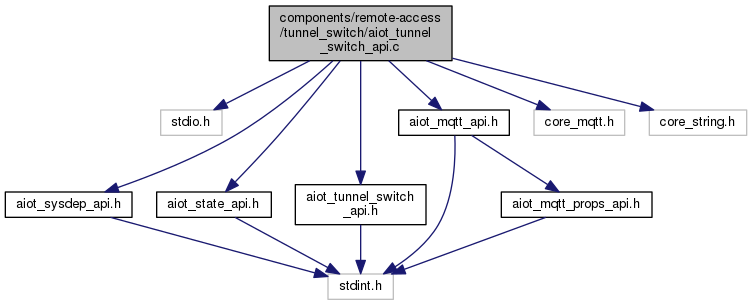 components/remote-access
/tunnel_switch/aiot_tunnel
_switch_api.c
stdio.h
aiot_mqtt_api.h
core_mqtt.h
core_string.h
aiot_sysdep_api.h
aiot_state_api.h
aiot_tunnel_switch
_api.h
aiot_mqtt_props_api.h
stdint.h